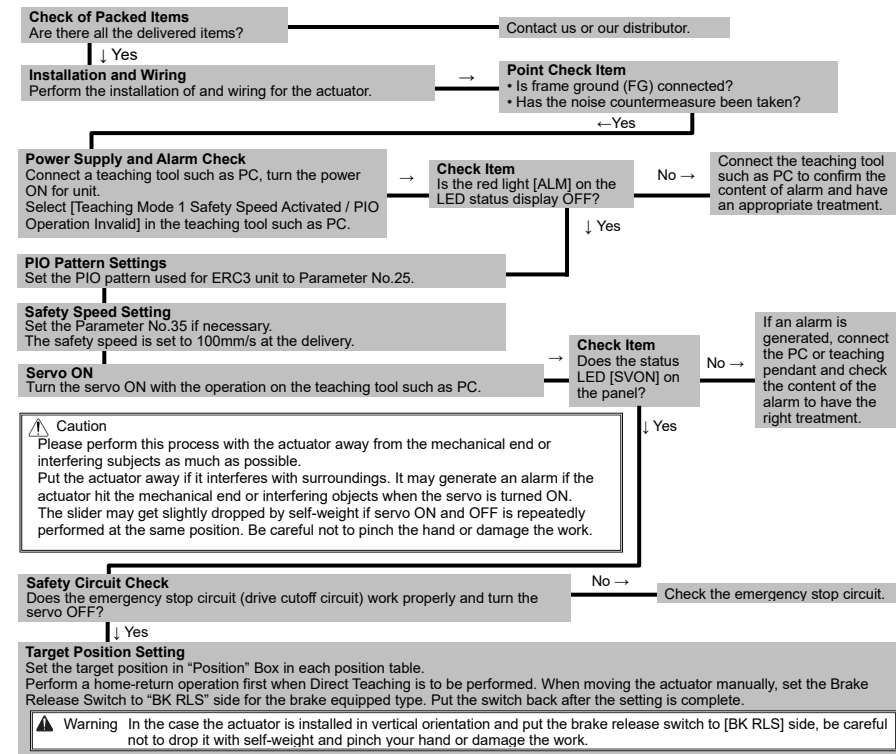 Check of Packed Items
Are there all the delivered items?
Contact us or our distributor.
↓ Yes
Installation and Wiring
Perform the installation of and wiring for the actuator.
→
Point Check Item
• Is frame ground (FG) connected?
• Has the noise countermeasure been taken?
←Yes
Power Supply and Alarm Check
Connect a teaching tool such as PC, turn the power
ON for unit.
Select [Teaching Mode 1 Safety Speed Activated / PIO
Operation Invalid] in the teaching tool such as PC.
→
Check Item
Is the red light [ALM] on the
LED status display OFF?
No →
Connect the teaching tool
such as PC to confirm the
content of alarm and have
an appropriate treatment.
↓ Yes
PIO Pattern Settings
Set the PIO pattern used for ERC3 unit to Parameter No.25.
Safety Speed Setting
Set the Parameter No.35 if necessary.
The safety speed is set to 100mm/s at the delivery.
Servo ON
Turn the servo ON with the operation on the teaching tool such as PC.
→
Check Item
Does the status
LED [SVON] on
the panel?
No →
If an alarm is
generated, connect
the PC or teaching
pendant and check
the content of the
alarm to have the
right treatment.
↓ Yes
Caution
Please perform this process with the actuator away from the mechanical end or
interfering subjects as much as possible.
Put the actuator away if it interferes with surroundings. It may generate an alarm if the
actuator hit the mechanical end or interfering objects when the servo is turned ON.
The slider may get slightly dropped by self-weight if servo ON and OFF is repeatedly
performed at the same position. Be careful not to pinch the hand or damage the work.
Safety Circuit Check
Does the emergency stop circuit (drive cutoff circuit) work properly and turn the
servo OFF?
No →
Check the emergency stop circuit.
↓ Yes
Target Position Setting
Set the target position in “Position” Box in each position table.
Perform a home-return operation first when Direct Teaching is to be performed. When moving the actuator manually, set the Brake
Release Switch to “BK RLS” side for the brake equipped type. Put the switch back after the setting is complete.
Warning In the case the actuator is installed in vertical orientation and put the brake release switch to [BK RLS] side, be careful
not to drop it with self-weight and pinch your hand or damage the work.